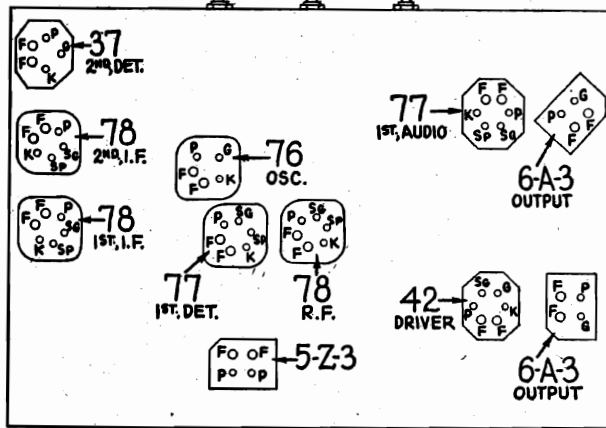 F P
G
F K
37
2ND, DET.
F P
F SG
K SP
78
2ND, I.F.
F P
F SG
K SP
78
1ST, I.F.
P G
F K
F
76
OSC.
P SG
F SP
F K
77
1ST, DET.
P SG
F SP
F K
78
R.F.
F F
P P
5-Z-3
F F
K P
SP SG
77
1ST, AUDIO
G
P F
F
6-A-3
OUTPUT
SG G
P K
F F
42
DRIVER
F P
F G
6-A-3
OUTPUT